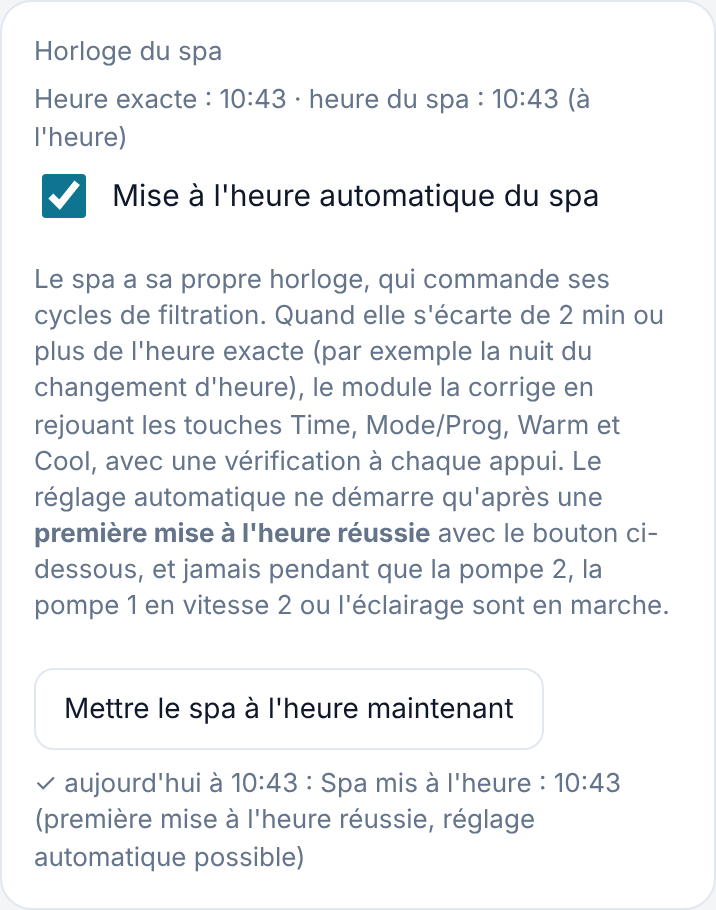 Horloge du spa
Heure exacte : 10:43 · heure du spa : 10:43 (à
l'heure)
Mise à l'heure automatique du spa
Le spa a sa propre horloge, qui commande ses
cycles de filtration. Quand elle s'écarte de 2 min ou
plus de l'heure exacte (par exemple la nuit du
changement d'heure), le module la corrige en
rejouant les touches Time, Mode/Prog, Warm et
Cool, avec une vérification à chaque appui. Le
réglage automatique ne démarre qu'après une
première mise à l'heure réussie avec le bouton ci-
dessous, et jamais pendant que la pompe 2, la
pompe 1 en vitesse 2 ou l'éclairage sont en marche.
Mettre le spa à l'heure maintenant
✓ aujourd'hui à 10:43 : Spa mis à l'heure : 10:43
(première mise à l'heure réussie, réglage
automatique possible)